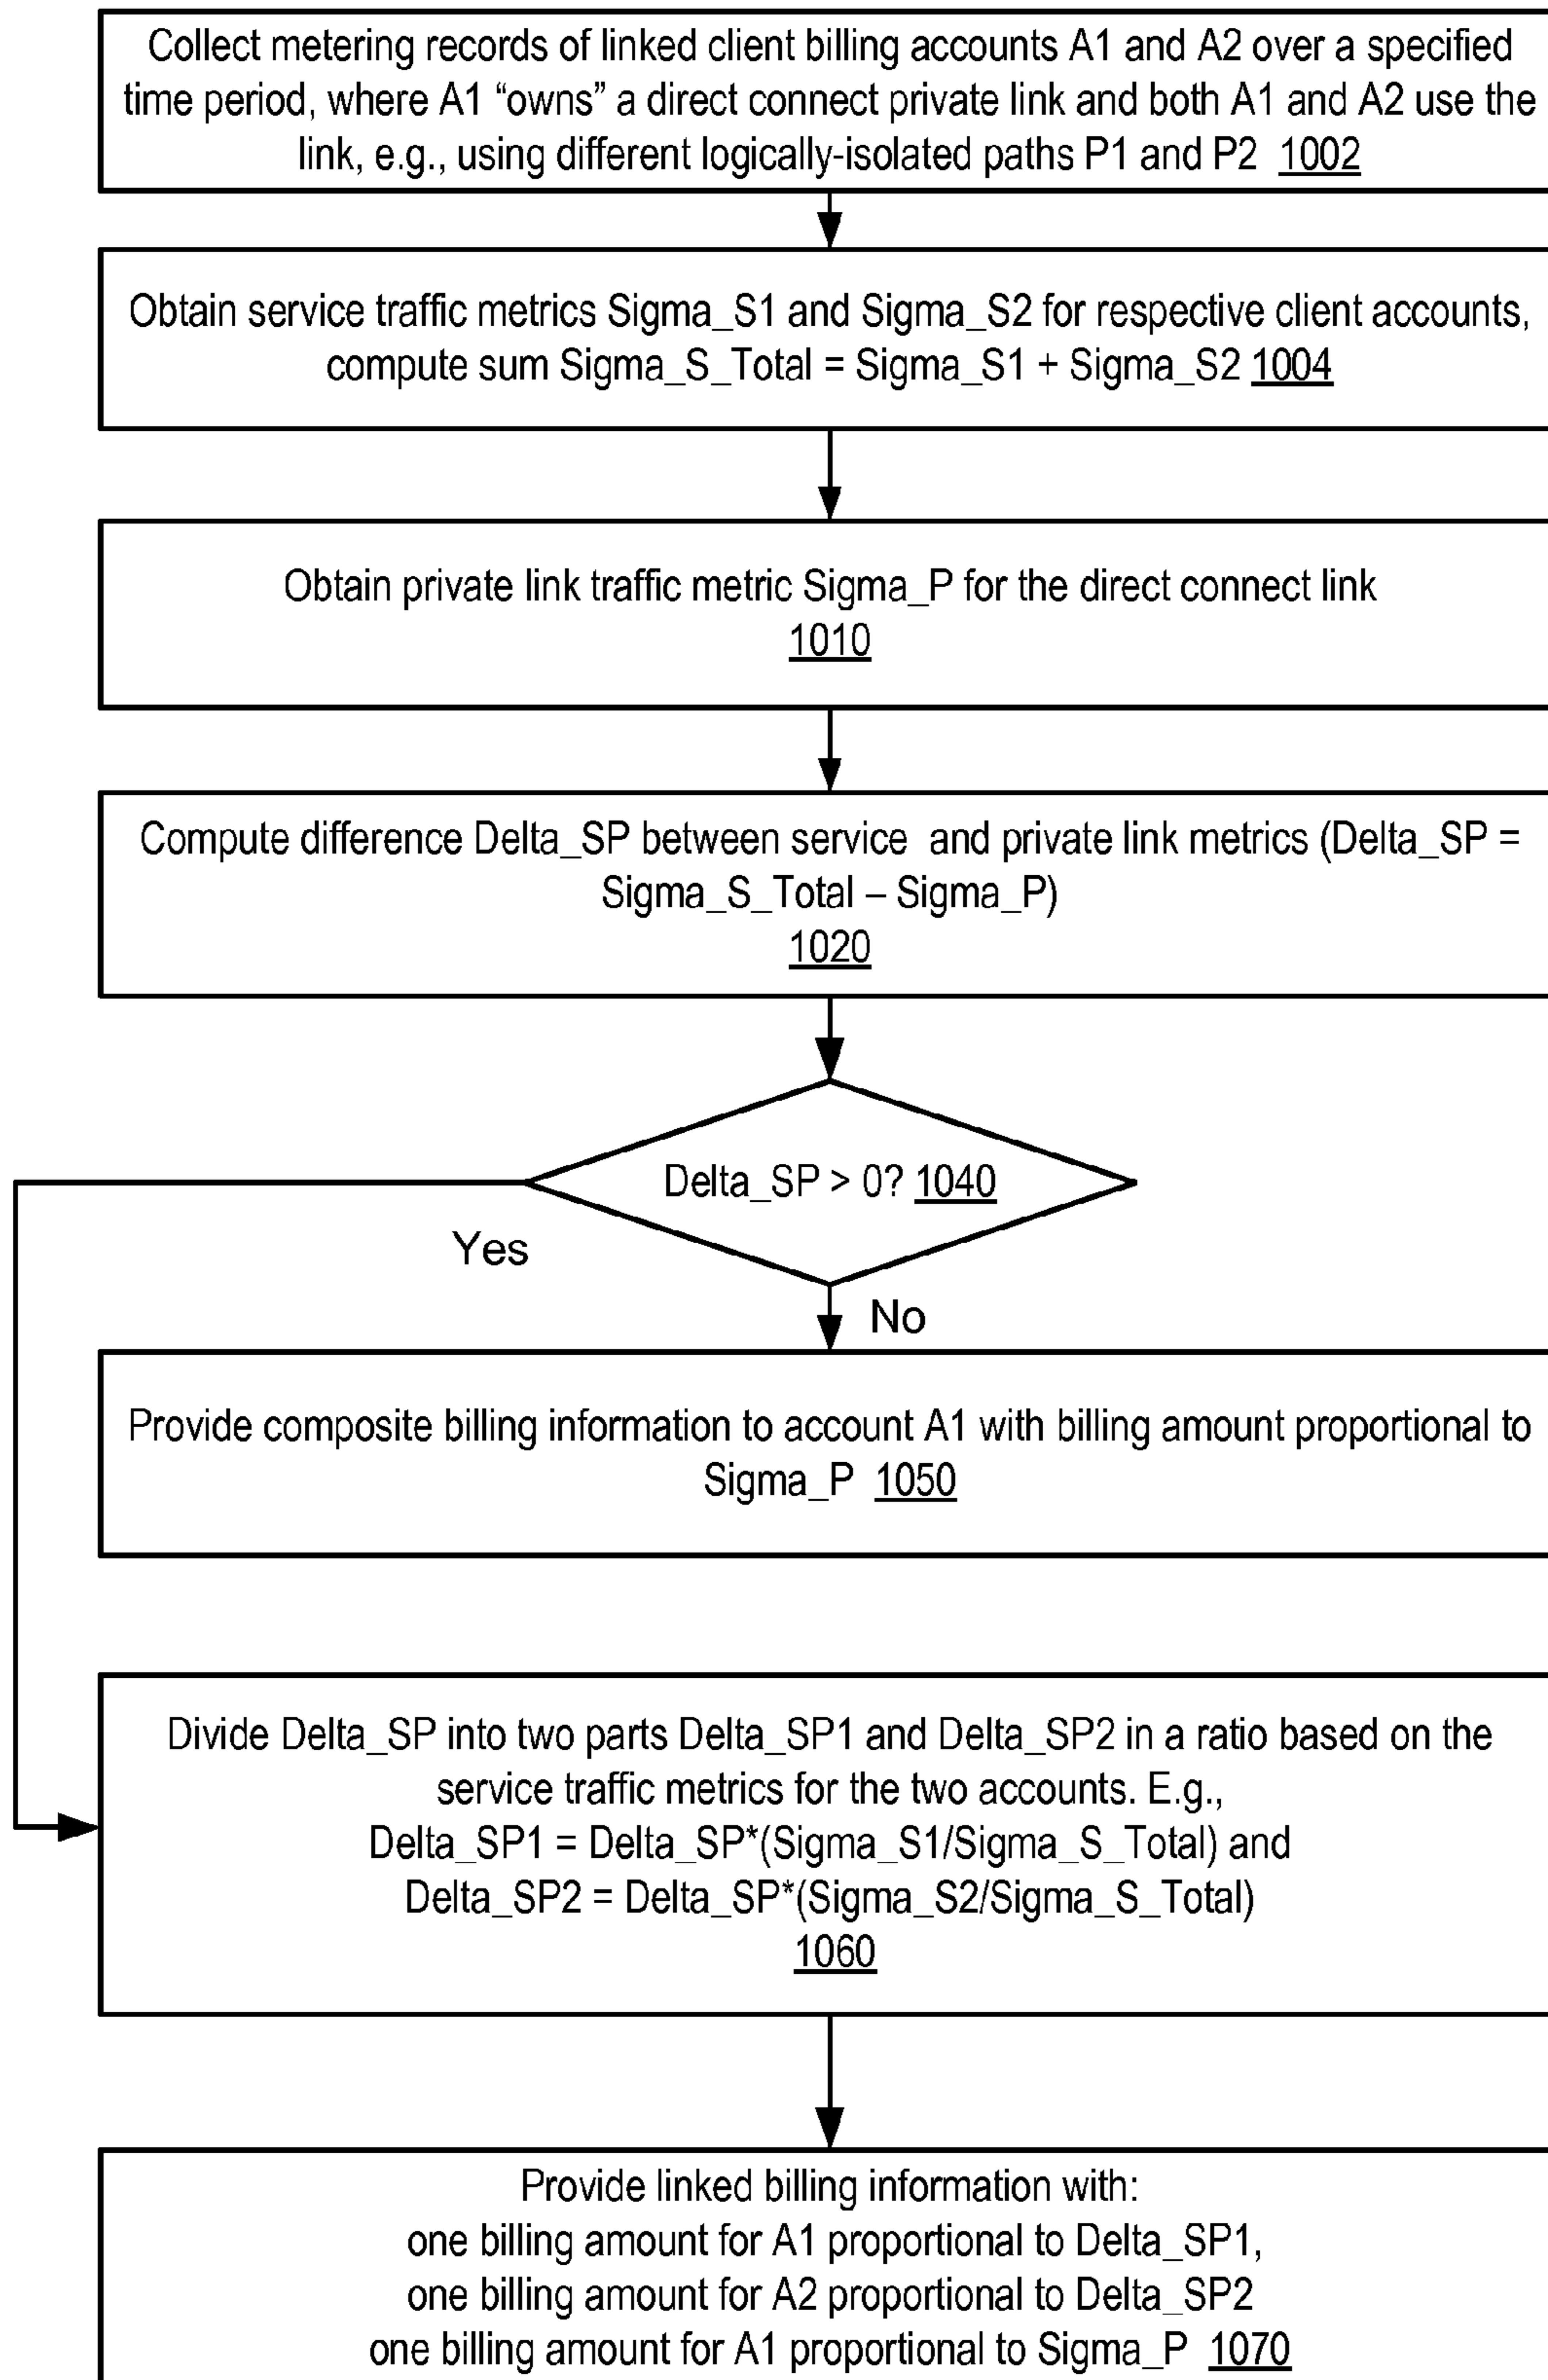 Collect metering records of linked client billing accounts A1 and A2 over a specified
time period, where A1 “owns” a direct connect private link and both A1 and A2 use the
link, e.g., using different logically-isolated paths P1 and P2 1002
Obtain service traffic metrics Sigma_S1 and Sigma_S2 for respective client accounts,
compute sum Sigma_S_Total = Sigma_S1 + Sigma_S2 1004
Obtain private link traffic metric Sigma_P for the direct connect link
1010
Compute difference Delta_SP between service and private link metrics (Delta_SP =
Sigma_S_Total – Sigma_P)
1020
Delta_SP > 0? 1040
Yes
No
Provide composite billing information to account A1 with billing amount proportional to
Sigma_P 1050
Divide Delta_SP into two parts Delta_SP1 and Delta_SP2 in a ratio based on the
service traffic metrics for the two accounts. E.g.,
Delta_SP1 = Delta_SP*(Sigma_S1/Sigma_S_Total) and
Delta_SP2 = Delta_SP*(Sigma_S2/Sigma_S_Total)
1060
Provide linked billing information with:
one billing amount for A1 proportional to Delta_SP1,
one billing amount for A2 proportional to Delta_SP2
one billing amount for A1 proportional to Sigma_P 1070